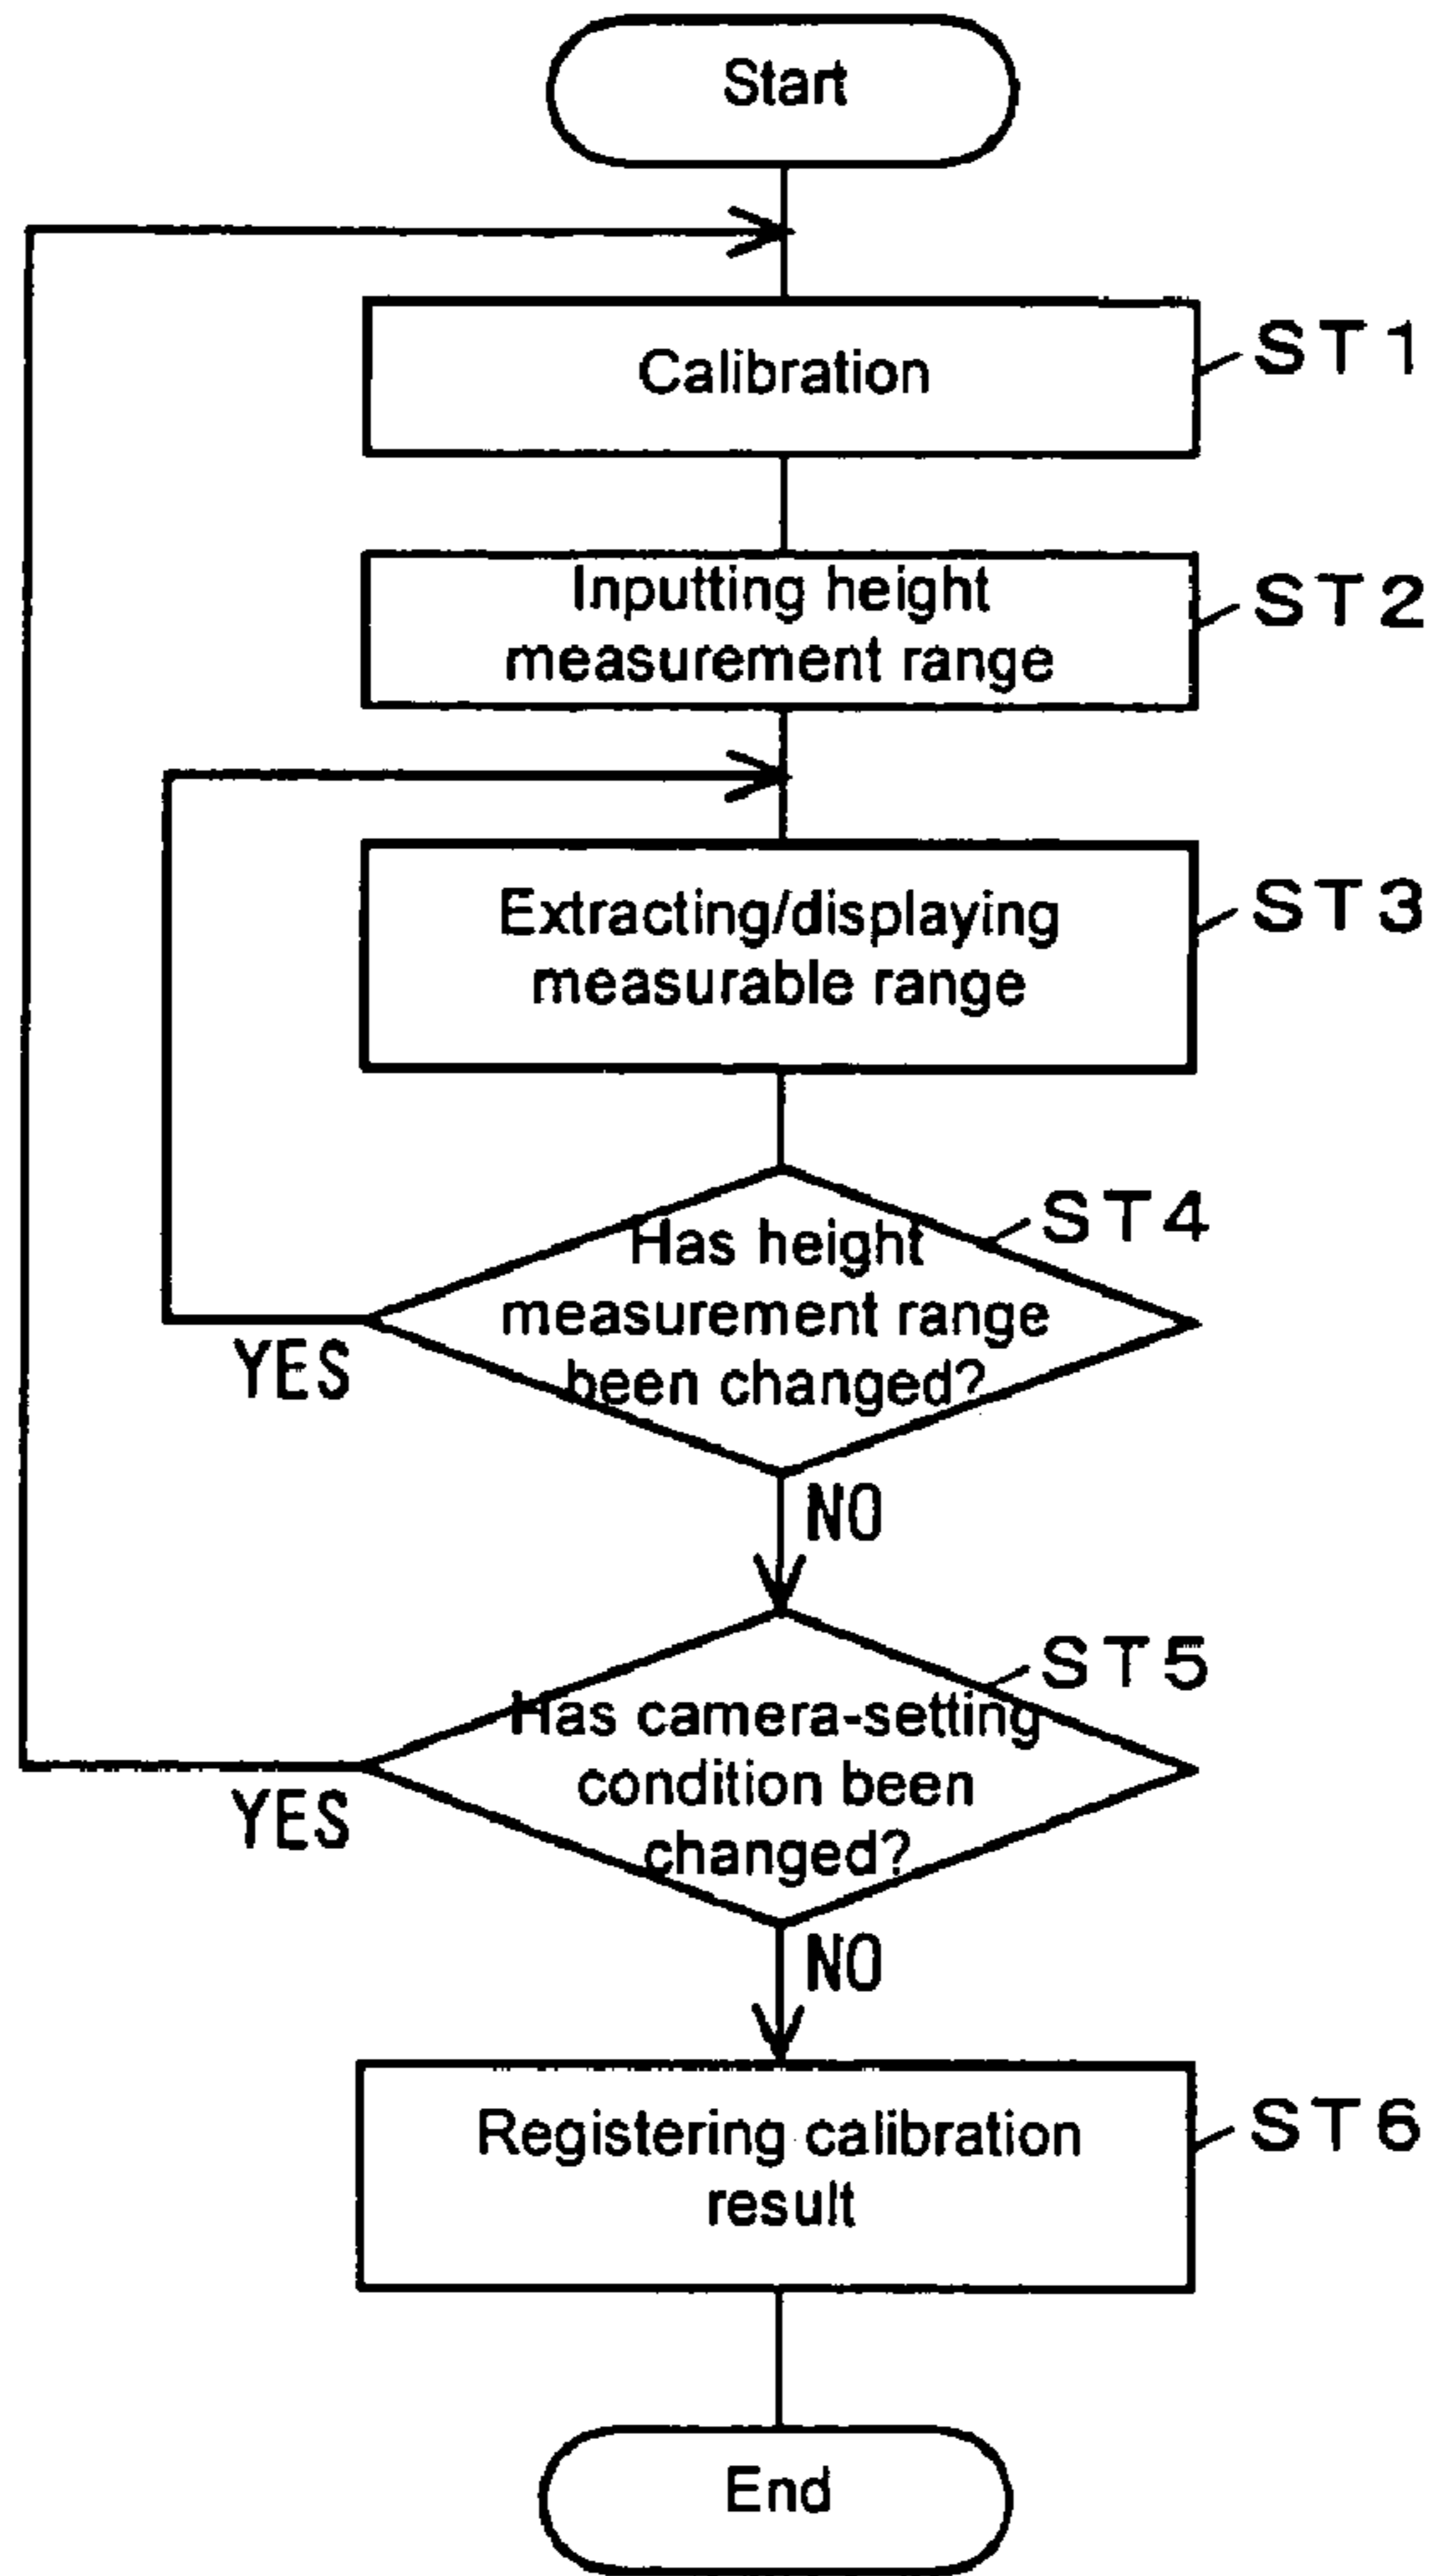 Start
Calibration
ST1
Inputting height
measurement range
ST2
Extracting/displaying
measurable range
ST3
Has height
measurement range
been changed?
ST4
YES
NO
Has camera-setting
condition been
changed?
ST5
YES
NO
Registering calibration
result
ST6
End